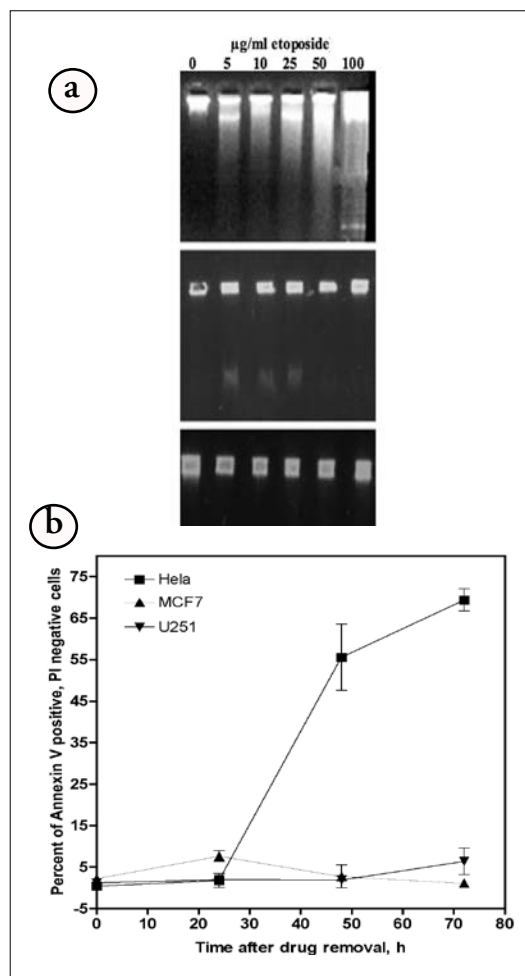 µg/ml etoposide
0 5 10 25 50 100
a
b
Percent of Annexin V positive, PI negative cells
75
65
55
45
35
25
15
5
-5
Hela
MCF7
U251
0 10 20 30 40 50 60 70 80
Time after drug removal, h